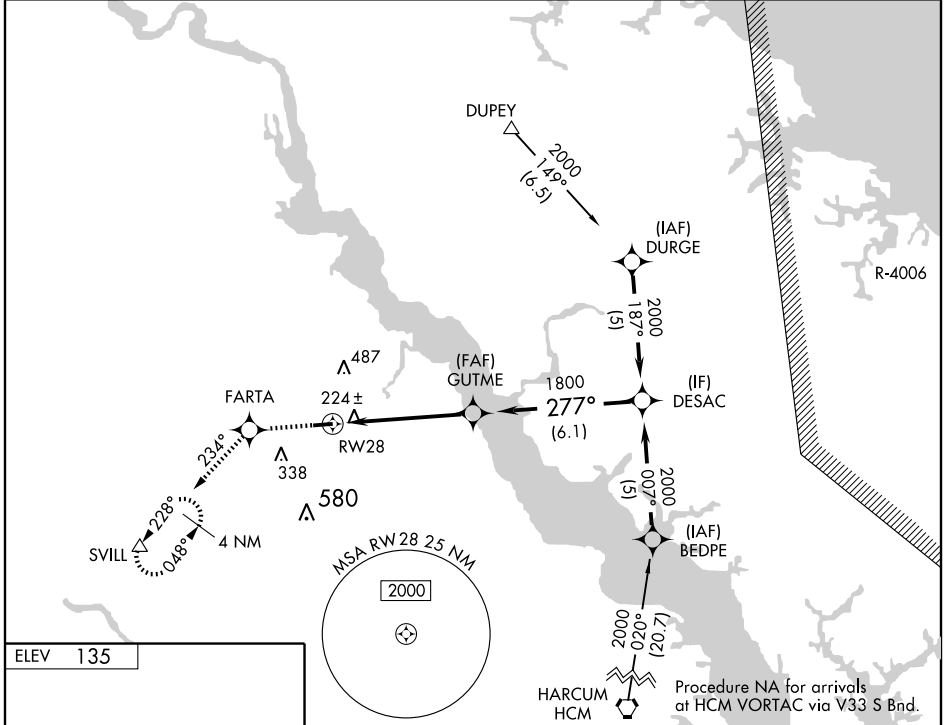 DUPEY
2000
149°
(6.5)
(IAF)
DURGE
R-4006
2000
187°
(5)
487
(FAF)
GUTME
FARTA
224±
1800
277°
(6.1)
(IF)
DESAC
RW28
234°
338
580
2000
007°
(5)
228°
048°
4 NM
SVILL
(IAF)
BEDPE
MSA RW 28 25 NM
2000
2000
020°
(20.7)
ELEV 135
HARCUM
HCM
Procedure NA for arrivals
at HCM VORTAC via V33 S Bnd.